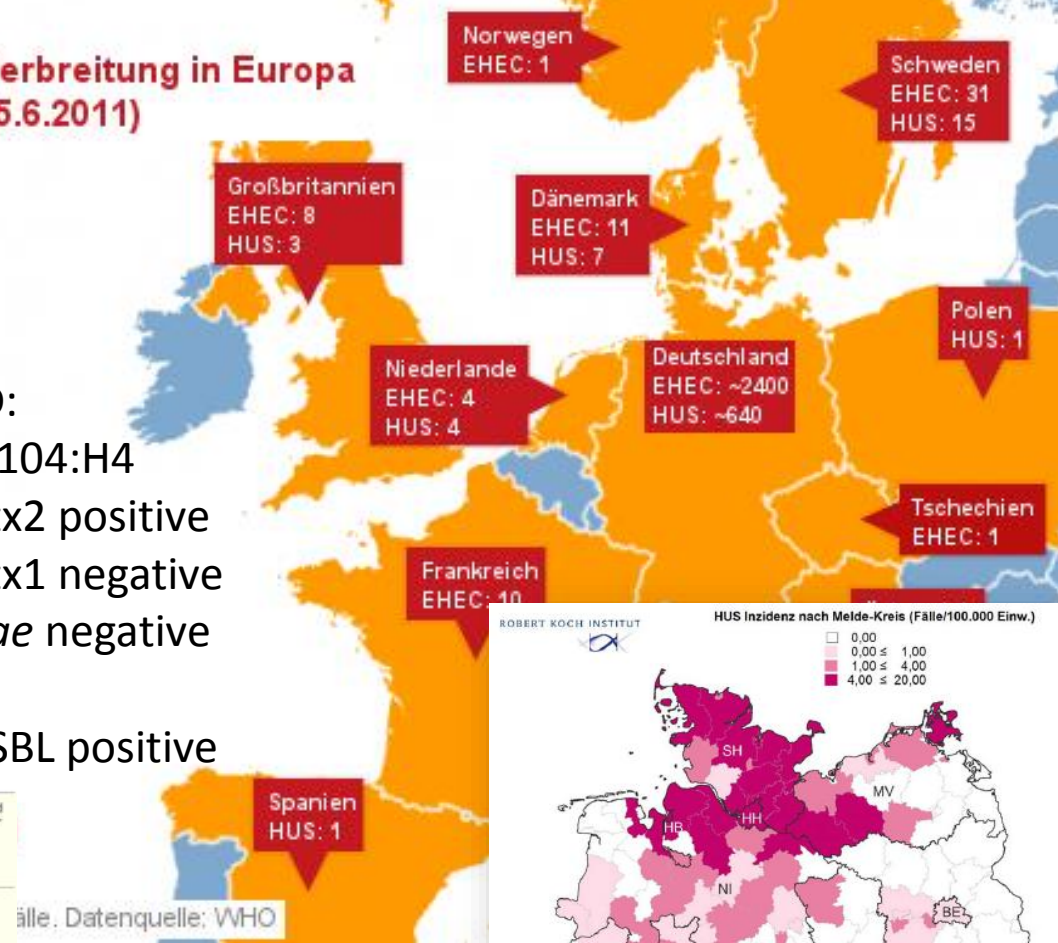 erbreitung in Europa
5.6.2011)
Norwegen
EHEC: 1
Schweden
EHEC: 31
HUS: 15
Großbritannien
EHEC: 8
HUS: 3
Dänemark
EHEC: 11
HUS: 7
Polen
HUS: 1
Niederlande
EHEC: 4
HUS: 4
Deutschland
EHEC: ~2400
HUS: ~640
Tschechien
EHEC: 1
Frankreich
EHEC: 10
Spanien
HUS: 1
:
104:H4
tx2 positive
tx1 negative
ae negative
SBL positive
älle. Datenquelle: WHO
ROBERT KOCH INSTITUT
HUS Inzidenz nach Melde-Kreis (Fälle/100.000 Einw.)
0,00
0,00 ≤ 1,00
1,00 ≤ 4,00
4,00 ≤ 20,00
SH
MV
HH
HB
NI
BE